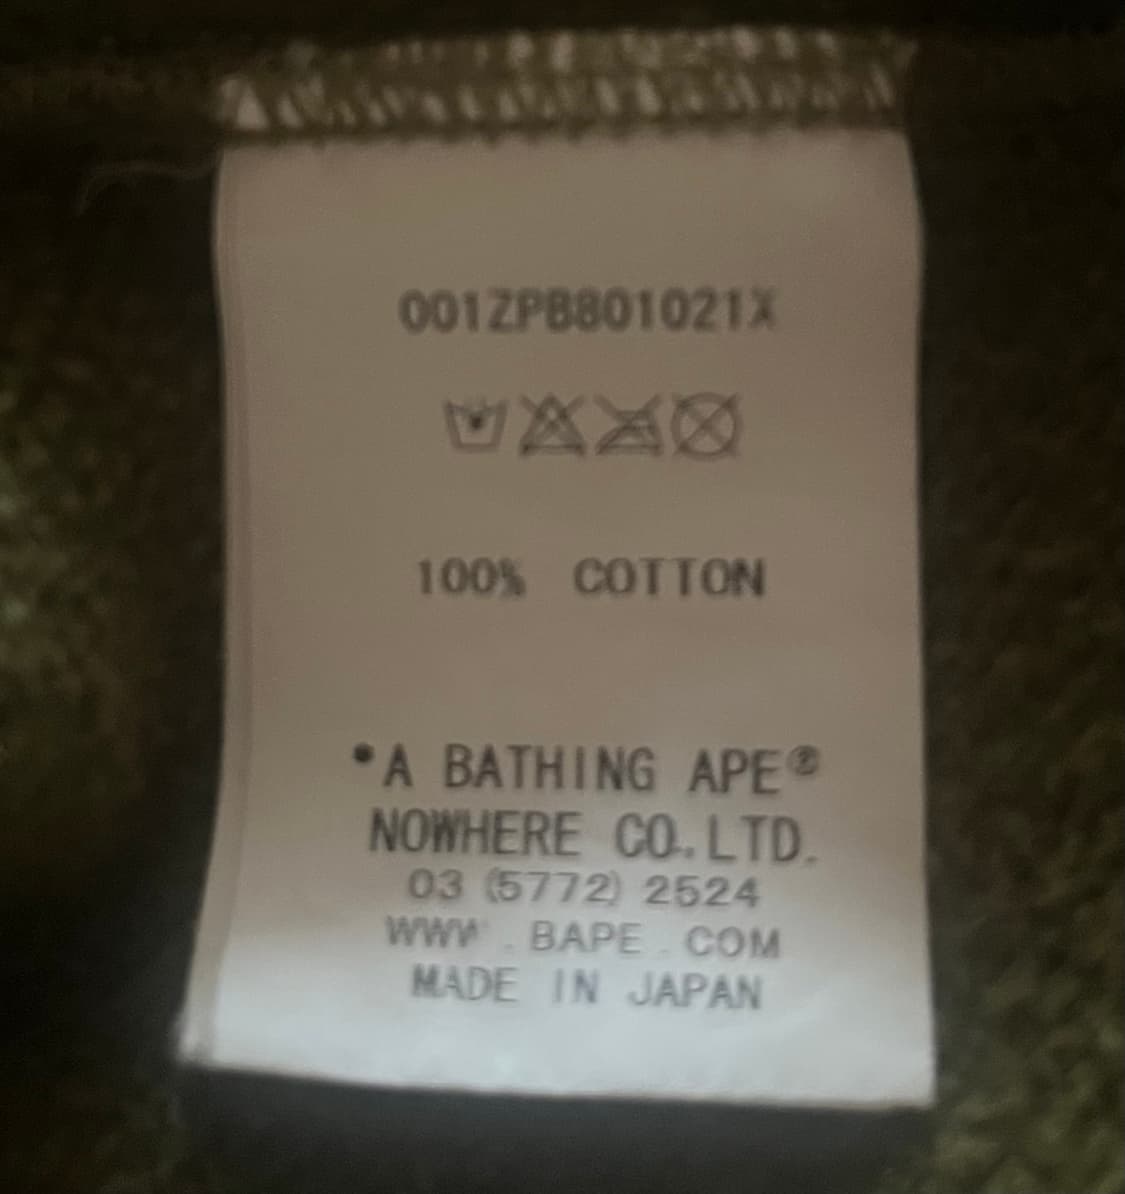 001ZPB801021X
100% COTTON
•A BATHING APE®
NOWHERE CO.LTD.
03 (5772) 2524
WWW.BAPE.COM
MADE IN JAPAN